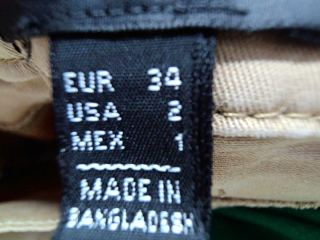 EUR 34
USA 2
MEX 1
MADE IN
BANGLADESH